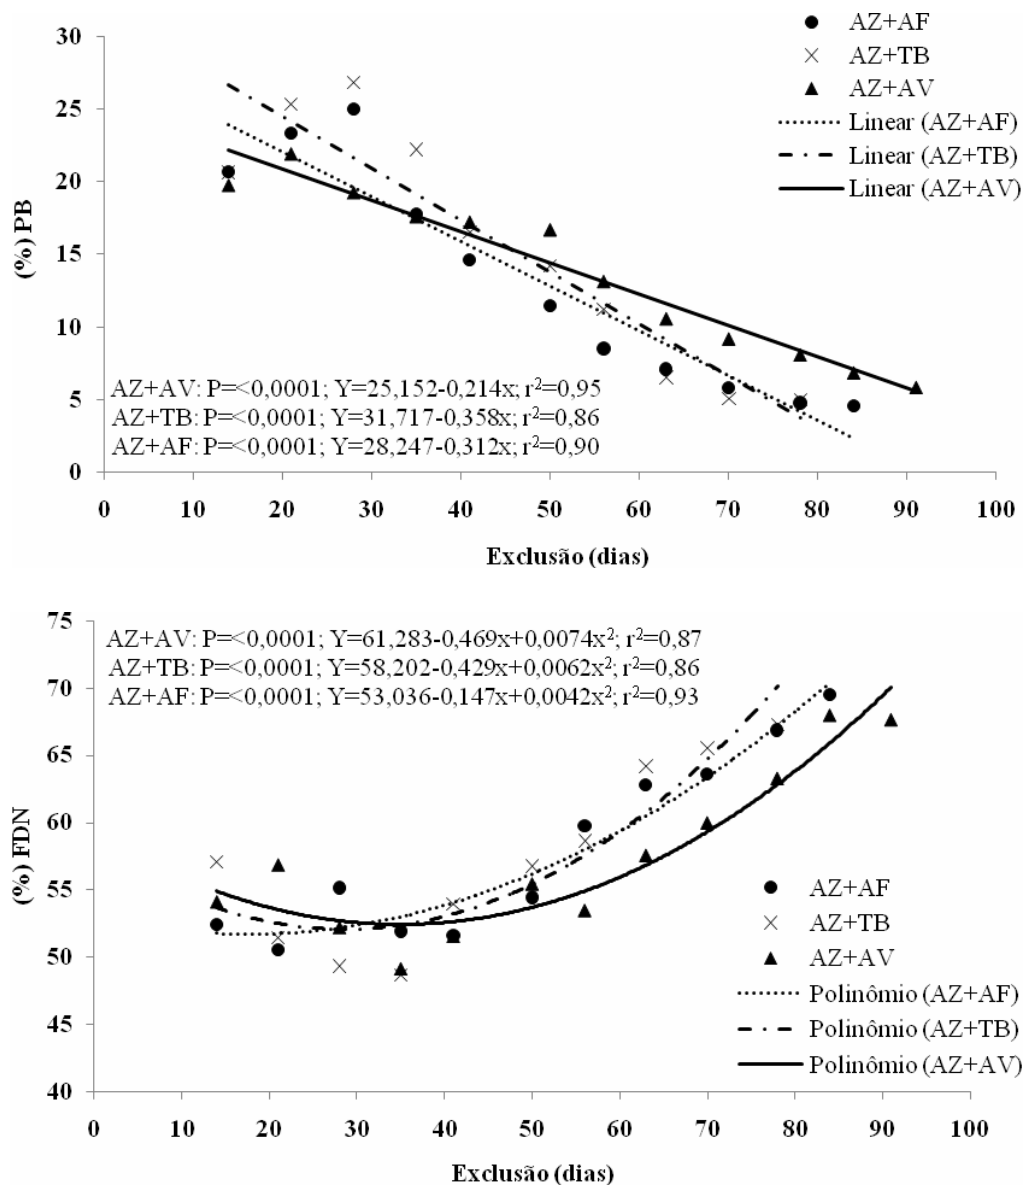 30
25
20
15
10
5
0
(%) PB
AZ+AF
AZ+TB
AZ+AV
Linear (AZ+AF)
Linear (AZ+TB)
Linear (AZ+AV)
AZ+AV: P=<0,0001; Y=25,152-0,214x; r²=0,95
AZ+TB: P=<0,0001; Y=31,717-0,358x; r²=0,86
AZ+AF: P=<0,0001; Y=28,247-0,312x; r²=0,90
0 10 20 30 40 50 60 70 80 90 100
Exclusão (dias)
75
70
65
60
55
50
45
40
(%) FDN
AZ+AV: P=<0,0001; Y=61,283-0,469x+0,0074x²; r²=0,87
AZ+TB: P=<0,0001; Y=58,202-0,429x+0,0062x²; r²=0,86
AZ+AF: P=<0,0001; Y=53,036-0,147x+0,0042x²; r²=0,93
AZ+AF
AZ+TB
AZ+AV
Polinômio (AZ+AF)
Polinômio (AZ+TB)
Polinômio (AZ+AV)
0 10 20 30 40 50 60 70 80 90 100
Exclusão (dias)